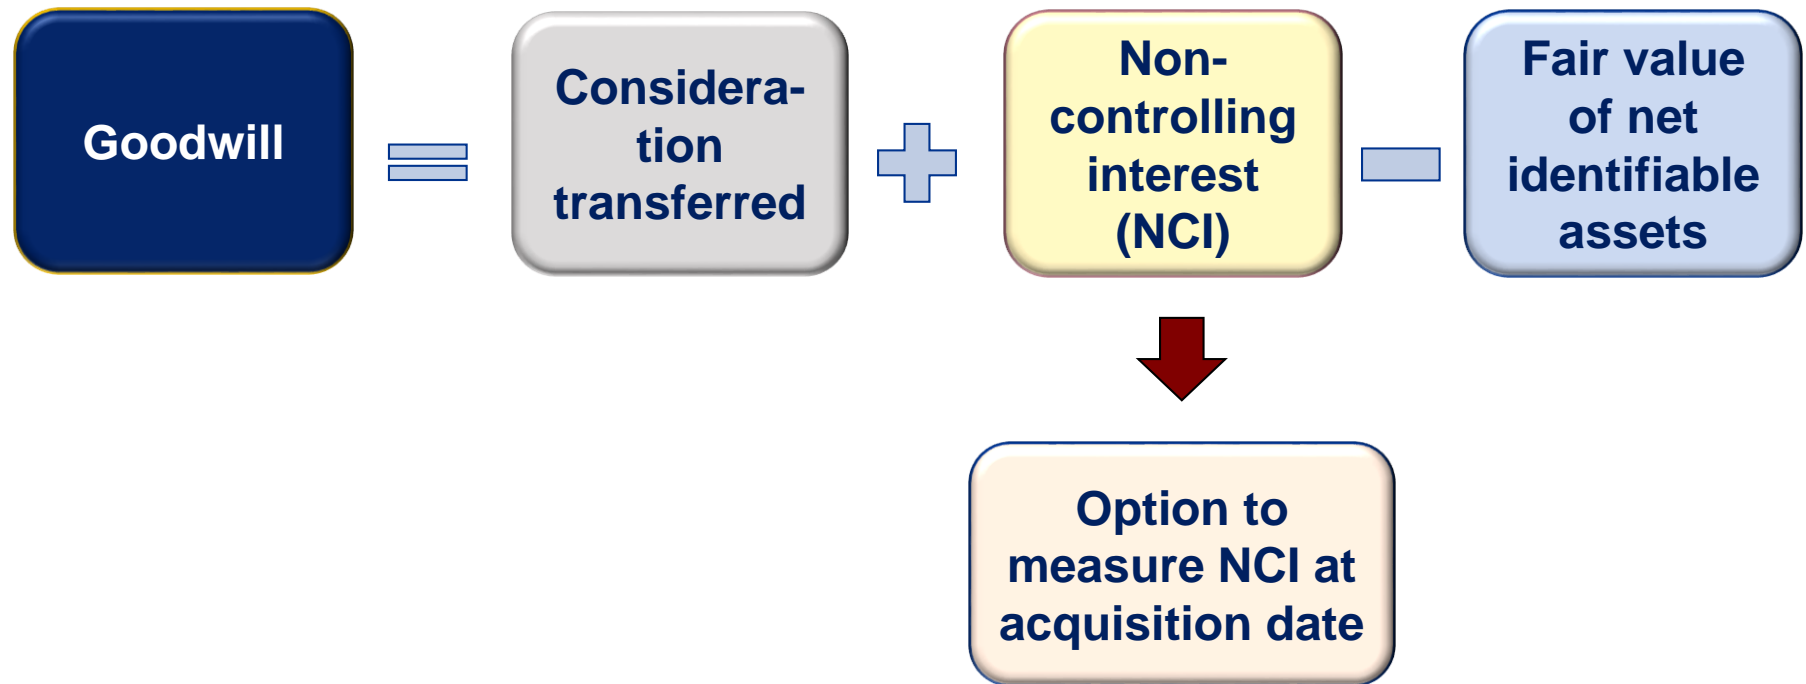 Goodwill
Considera-
tion
transferred
Non-
controlling
interest
(NCI)
Fair value
of net
identifiable
assets
Option to
measure NCI at
acquisition date